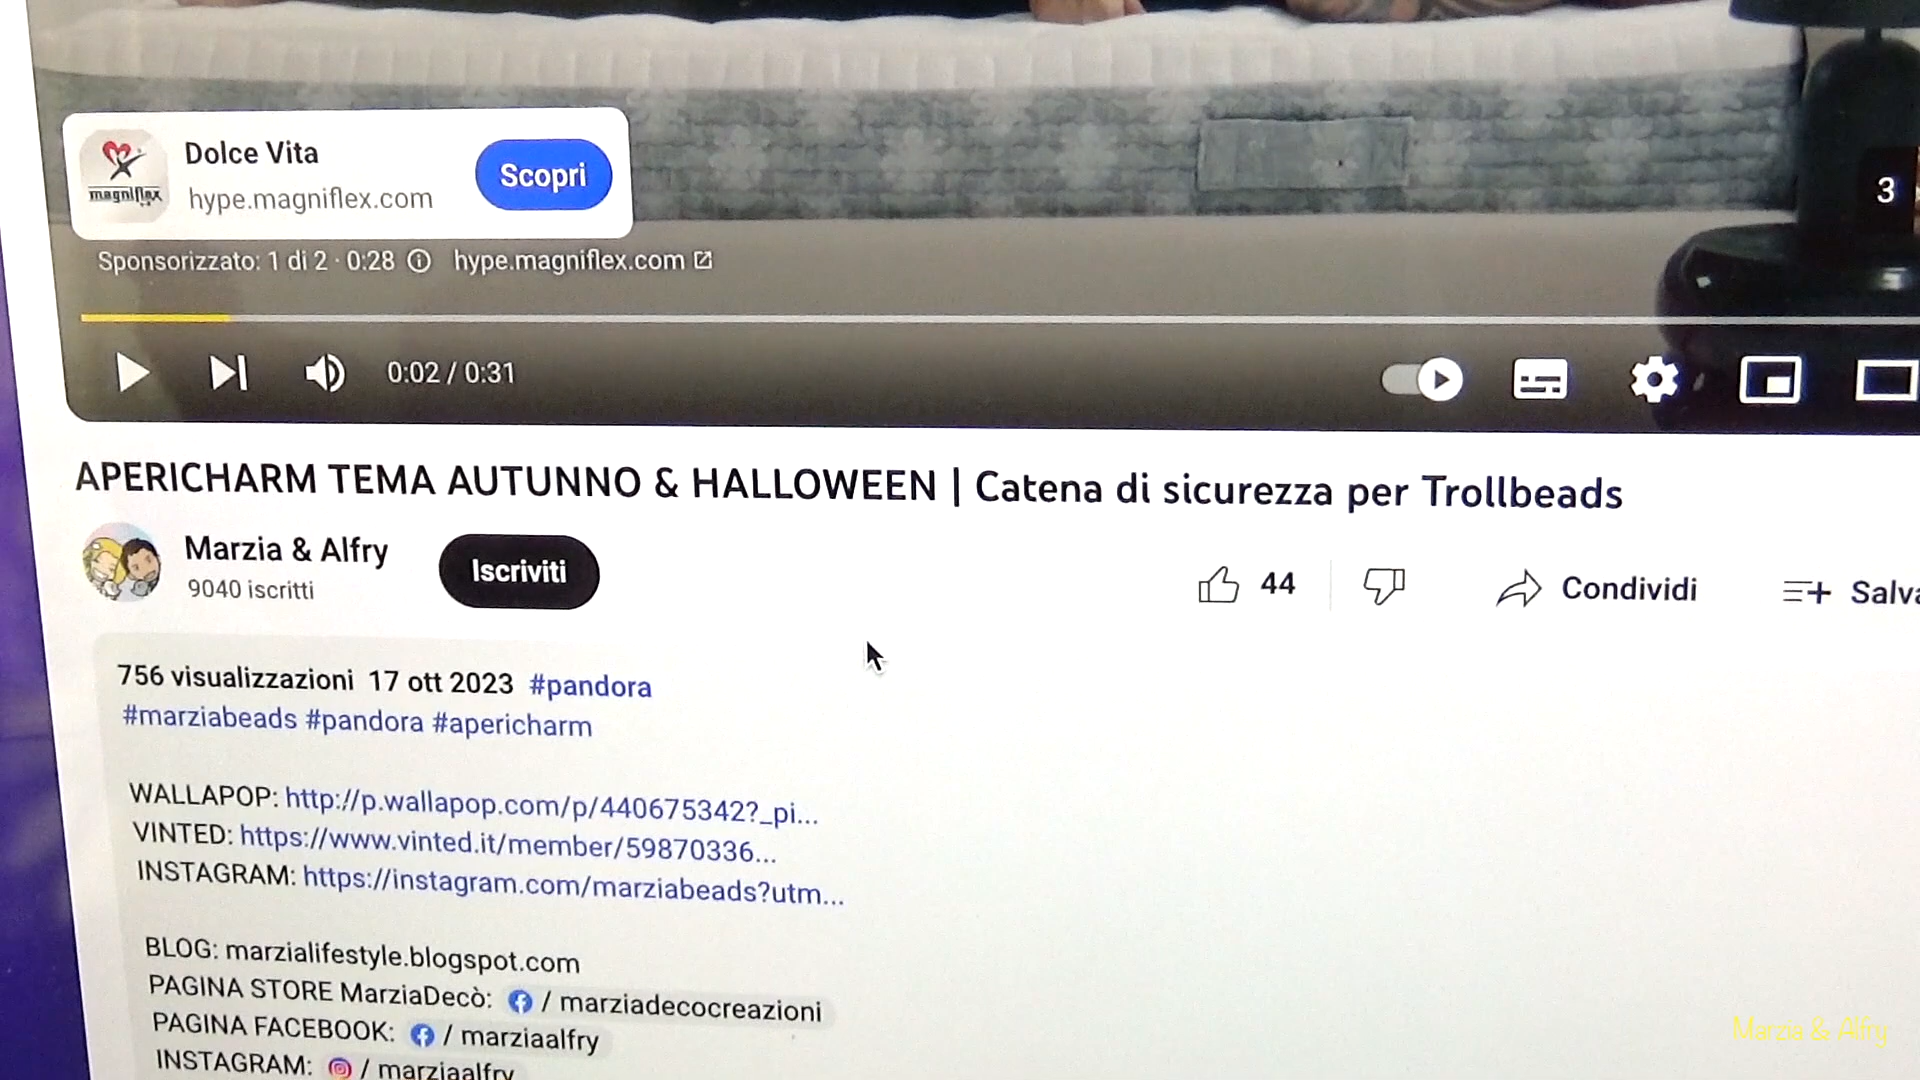 magniflex
Dolce Vita
hype.magniflex.com
Scopri
3
Sponsorizzato: 1 di 2 · 0:28 hype.magniflex.com
0:02 / 0:31
APERICHARM TEMA AUTUNNO & HALLOWEEN | Catena di sicurezza per Trollbeads
Marzia & Alfry
9040 iscritti
Iscriviti
44
Condividi
Salva
756 visualizzazioni 17 ott 2023 #pandora
#marziabeads #pandora #apericharm
WALLAPOP: http://p.wallapop.com/p/440675342?_pi...
VINTED: https://www.vinted.it/member/59870336...
INSTAGRAM: https://instagram.com/marziabeads?utm...
BLOG: marzialifestyle.blogspot.com
PAGINA STORE MarziaDecò: / marziadecocreazioni
PAGINA FACEBOOK: / marziaalfry
INSTAGRAM: / marziaalfry
Marzia & Alfry